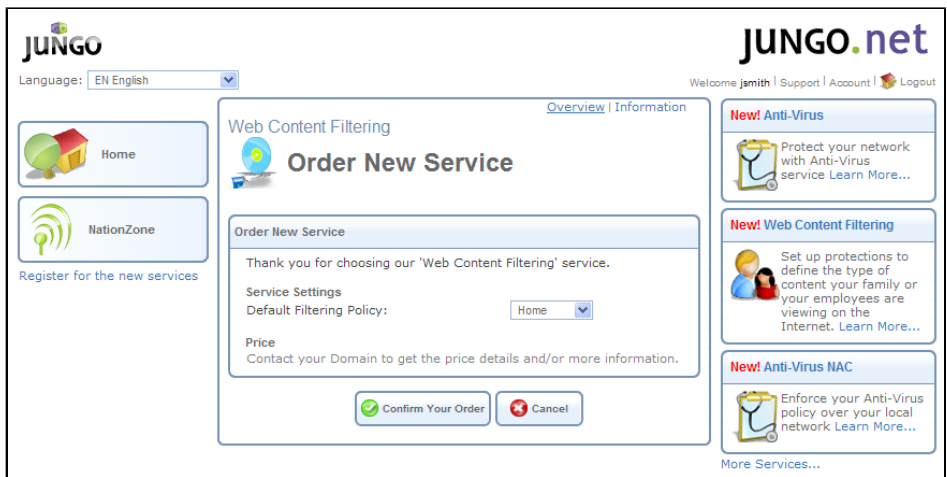 JUNGO
JUNGO.net
Language: EN English
Welcome jsmith | Support | Account | Logout
Home
NationZone
Register for the new services
Overview | Information
Web Content Filtering
Order New Service
Order New Service
Thank you for choosing our 'Web Content Filtering' service.
Service Settings
Default Filtering Policy: Home
Price
Contact your Domain to get the price details and/or more information.
Confirm Your Order
Cancel
New! Anti-Virus
Protect your network
with Anti-Virus
service Learn More...
New! Web Content Filtering
Set up protections to
define the type of
content your family or
your employees are
viewing on the
Internet. Learn More...
New! Anti-Virus NAC
Enforce your Anti-Virus
policy over your local
network Learn More...
More Services...